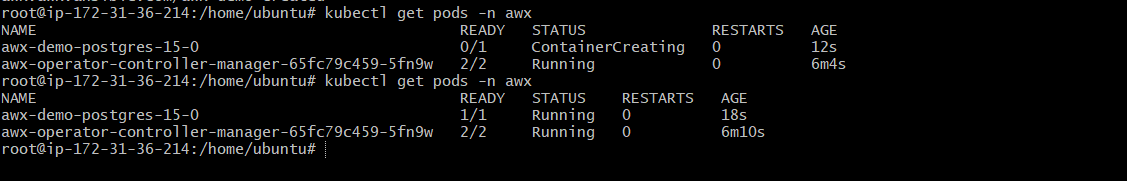 root@ip-172-31-36-214:/home/ubuntu# kubectl get pods -n awx
NAME READY STATUS RESTARTS AGE
awx-demo-postgres-15-0 0/1 ContainerCreating 0 12s
awx-operator-controller-manager-65fc79c459-5fn9w 2/2 Running 0 6m4s
root@ip-172-31-36-214:/home/ubuntu# kubectl get pods -n awx
NAME READY STATUS RESTARTS AGE
awx-demo-postgres-15-0 1/1 Running 0 18s
awx-operator-controller-manager-65fc79c459-5fn9w 2/2 Running 0 6m10s
root@ip-172-31-36-214:/home/ubuntu#